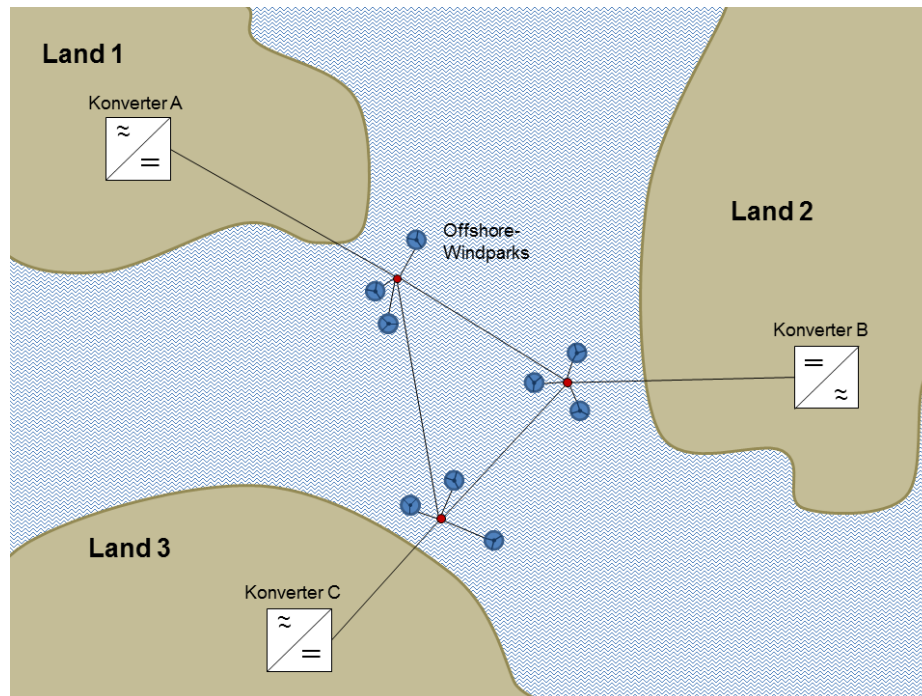 Land 1
Konverter A
Land 2
Offshore-
Windparks
Konverter B
Land 3
Konverter C